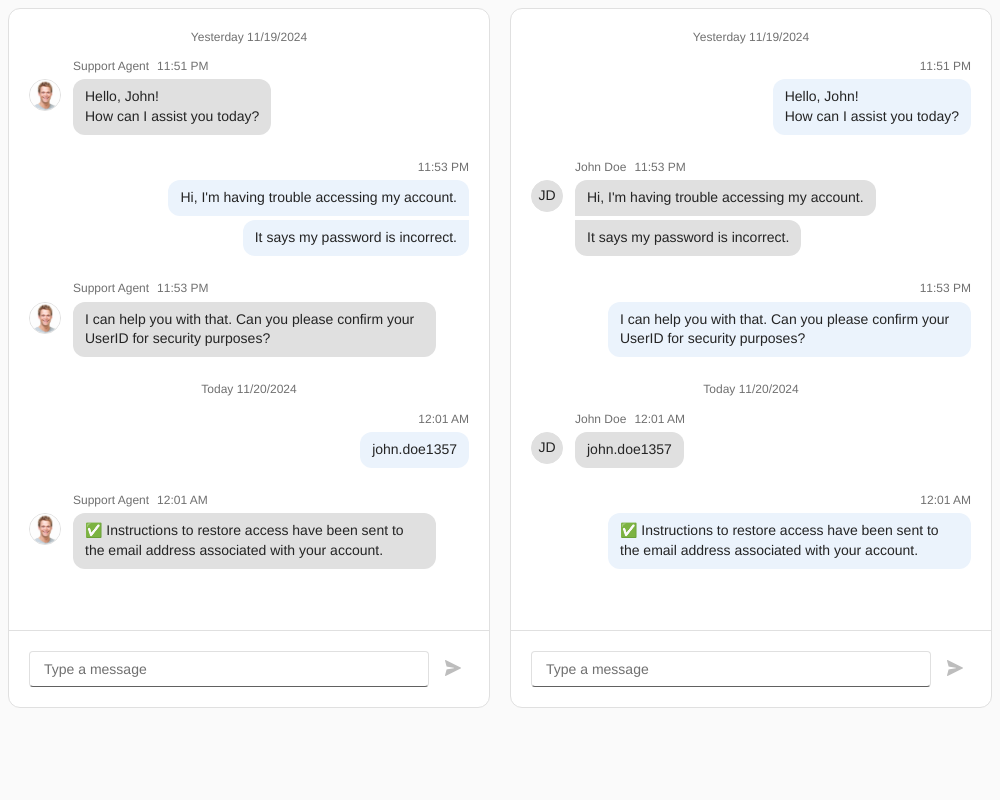 Yesterday 11/19/2024
Support Agent 11:51 PM
Hello, John!
How can I assist you today?
11:53 PM
Hi, I'm having trouble accessing my account.
It says my password is incorrect.
Support Agent 11:53 PM
I can help you with that. Can you please confirm your
UserID for security purposes?
Today 11/20/2024
12:01 AM
john.doe1357
Support Agent 12:01 AM
✅ Instructions to restore access have been sent to
the email address associated with your account.
Type a message
Yesterday 11/19/2024
11:51 PM
Hello, John!
How can I assist you today?
John Doe 11:53 PM
JD
Hi, I'm having trouble accessing my account.
It says my password is incorrect.
11:53 PM
I can help you with that. Can you please confirm your
UserID for security purposes?
Today 11/20/2024
John Doe 12:01 AM
JD
john.doe1357
12:01 AM
✅ Instructions to restore access have been sent to
the email address associated with your account.
Type a message